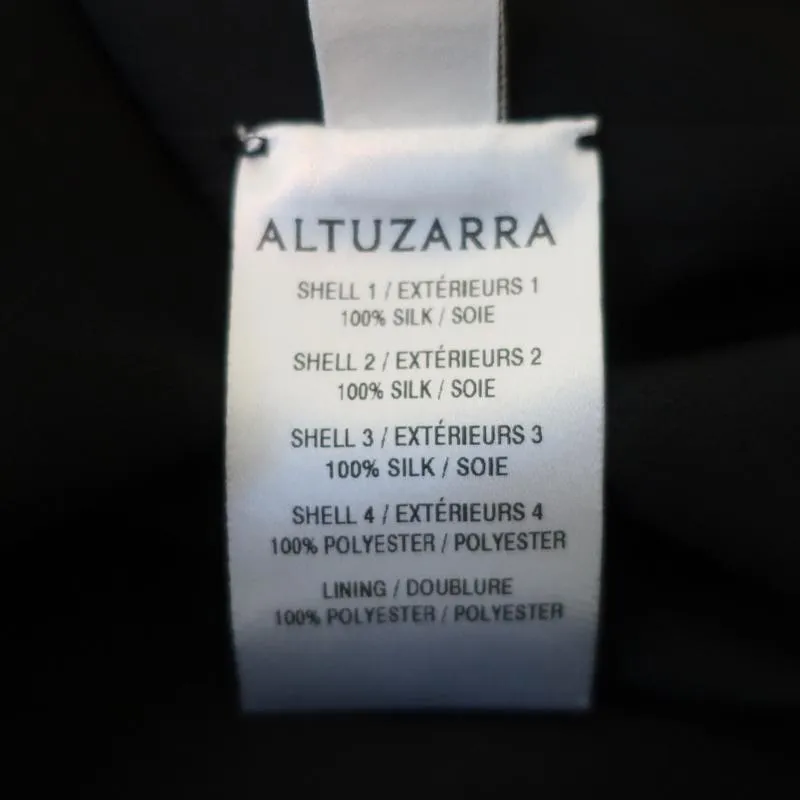 ALTUZARRA
SHELL 1 / EXTÉRIEURS 1
100% SILK / SOIE
SHELL 2 / EXTÉRIEURS 2
100% SILK / SOIE
SHELL 3 / EXTÉRIEURS 3
100% SILK / SOIE
SHELL 4 / EXTÉRIEURS 4
100% POLYESTER / POLYESTER
LINING / DOUBLURE
100% POLYESTER / POLYESTER